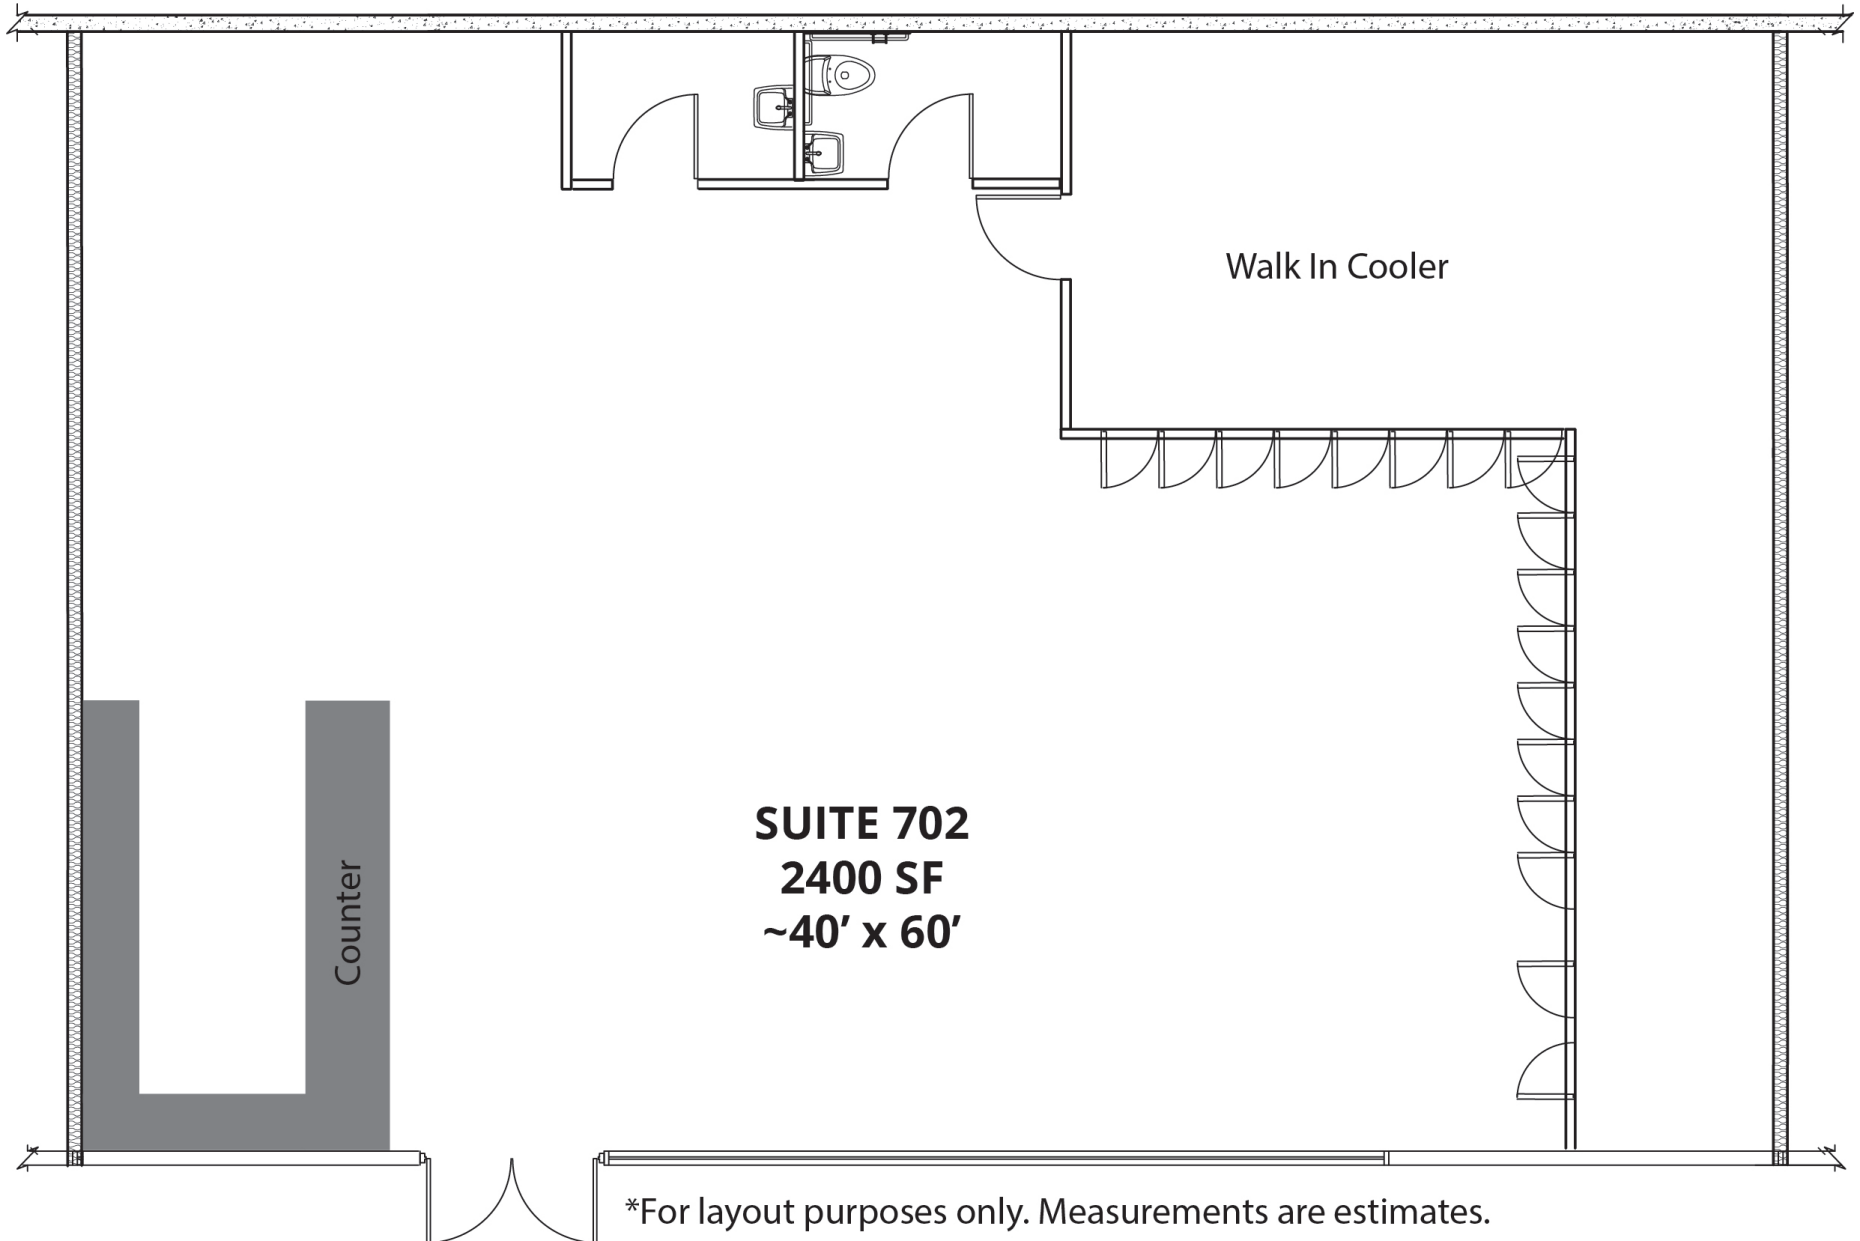 Walk In Cooler
SUITE 702
2400 SF
~40’ x 60’
Counter
*For layout purposes only. Measurements are estimates.